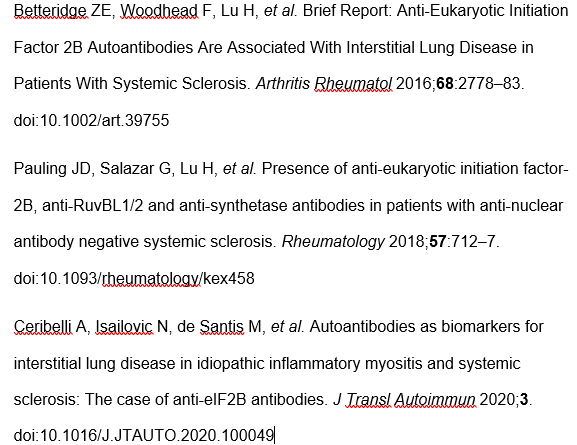 Betteridge ZE, Woodhead F, Lu H, et al. Brief Report: Anti-Eukaryotic Initiation
Factor 2B Autoantibodies Are Associated With Interstitial Lung Disease in
Patients With Systemic Sclerosis. Arthritis Rheumatol 2016;68:2778–83.
doi:10.1002/art.39755
Pauling JD, Salazar G, Lu H, et al. Presence of anti-eukaryotic initiation factor-
2B, anti-RuvBL1/2 and anti-synthetase antibodies in patients with anti-nuclear
antibody negative systemic sclerosis. Rheumatology 2018;57:712–7.
doi:10.1093/rheumatology/kex458
Ceribelli A, Isailovic N, de Santis M, et al. Autoantibodies as biomarkers for
interstitial lung disease in idiopathic inflammatory myositis and systemic
sclerosis: The case of anti-eIF2B antibodies. J Transl Autoimmun 2020;3.
doi:10.1016/J.JTAUTO.2020.100049